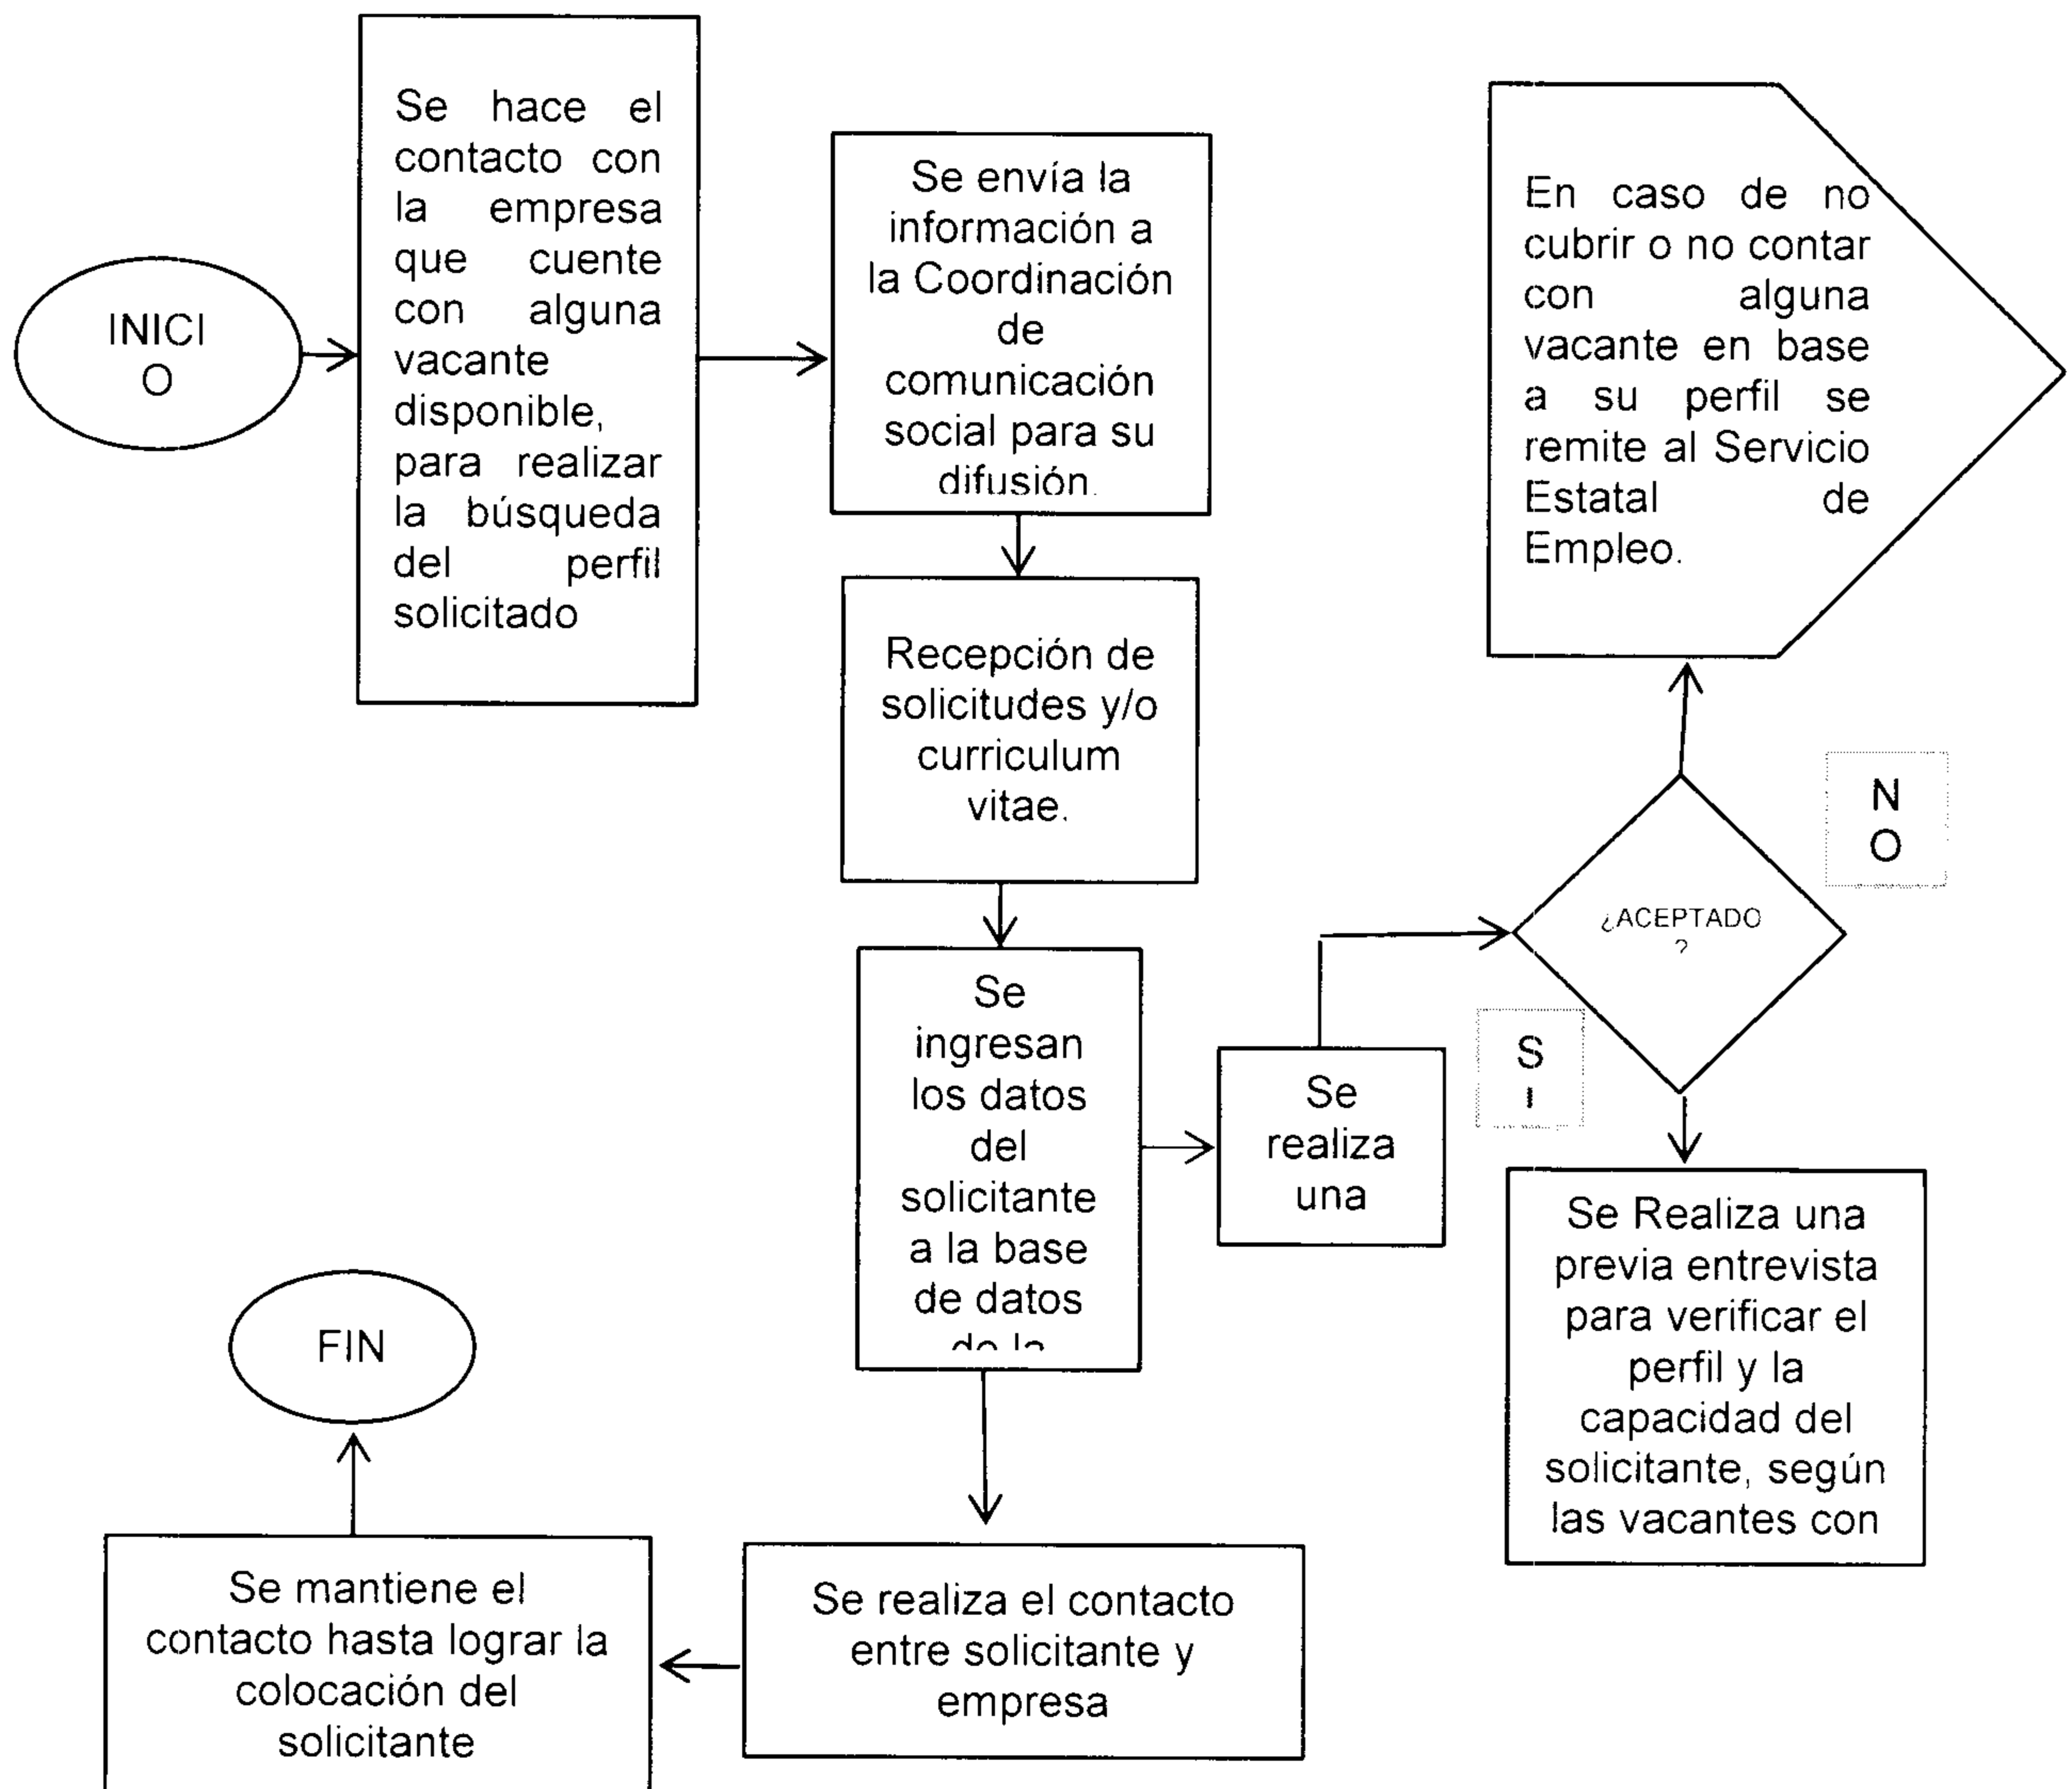 INICI
O
Se hace el
contacto con
la empresa
que cuente
con alguna
vacante
disponible,
para realizar
la búsqueda
del perfil
solicitado
Se envía la
información a
la Coordinación
de
comunicación
social para su
difusión.
Recepción de
solicitudes y/o
curriculum
vitae.
Se
ingresan
los datos
del
solicitante
a la base
de datos
de la
Se
realiza
una
¿ACEPTADO
?
N
O
En caso de no
cubrir o no contar
con alguna
vacante en base
a su perfil se
remite al Servicio
Estatal de
Empleo.
S
I
Se Realiza una
previa entrevista
para verificar el
perfil y la
capacidad del
solicitante, según
las vacantes con
Se realiza el contacto
entre solicitante y
empresa
Se mantiene el
contacto hasta lograr la
colocación del
solicitante
FIN